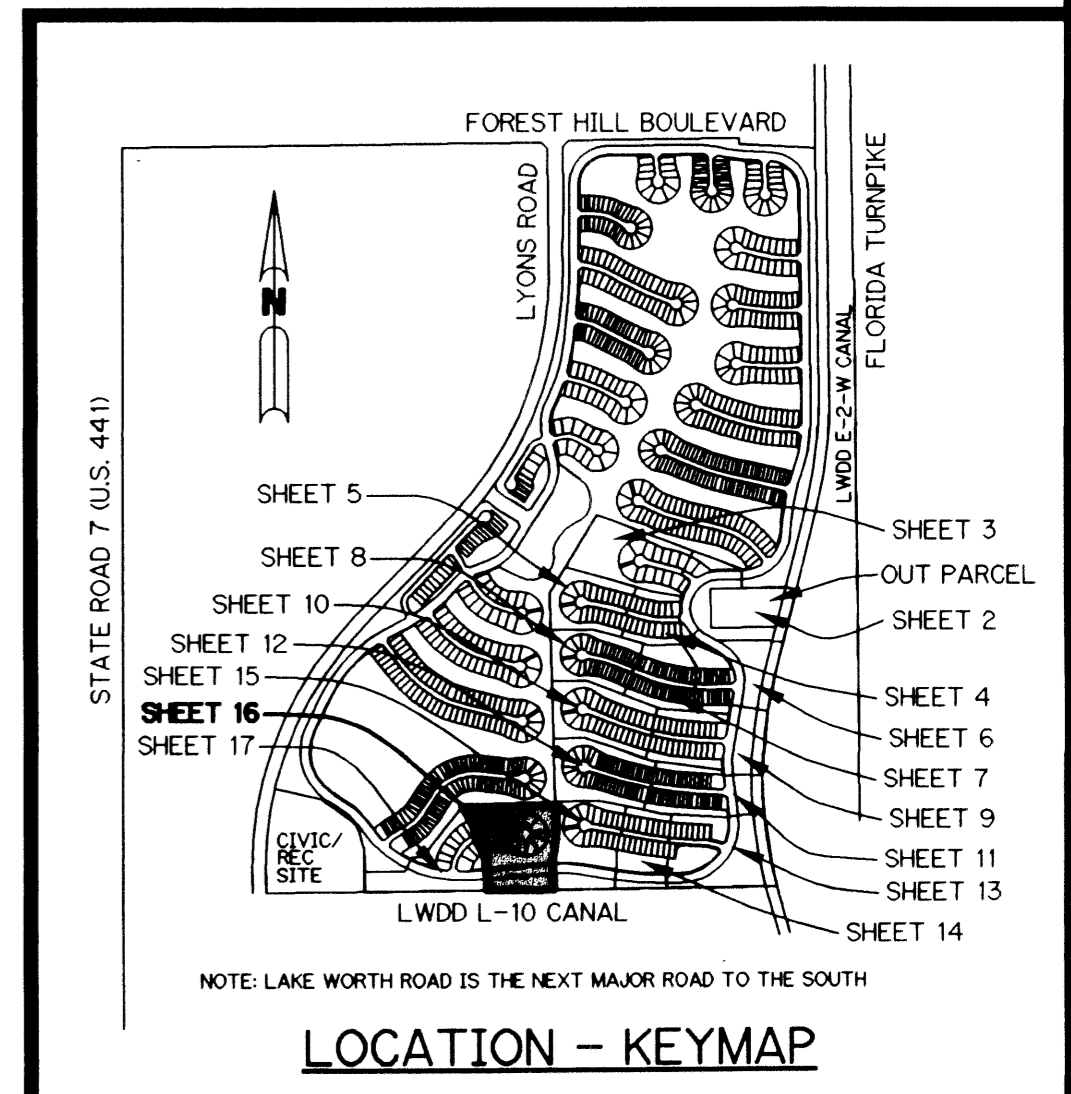 FOREST HILL BOULEVARD
LYONS ROAD
FLORIDA TURNPIKE
LWDD E-2-W CANAL
N
STATE ROAD 7 (U.S. 441)
SHEET 5
SHEET 8
SHEET 10
SHEET 12
SHEET 15
SHEET 16
SHEET 17
SHEET 3
OUT PARCEL
SHEET 2
SHEET 4
SHEET 6
SHEET 7
SHEET 9
SHEET 11
SHEET 13
SHEET 14
CIVIC/
REC
SITE
LWDD L-10 CANAL
NOTE: LAKE WORTH ROAD IS THE NEXT MAJOR ROAD TO THE SOUTH
LOCATION - KEYMAP